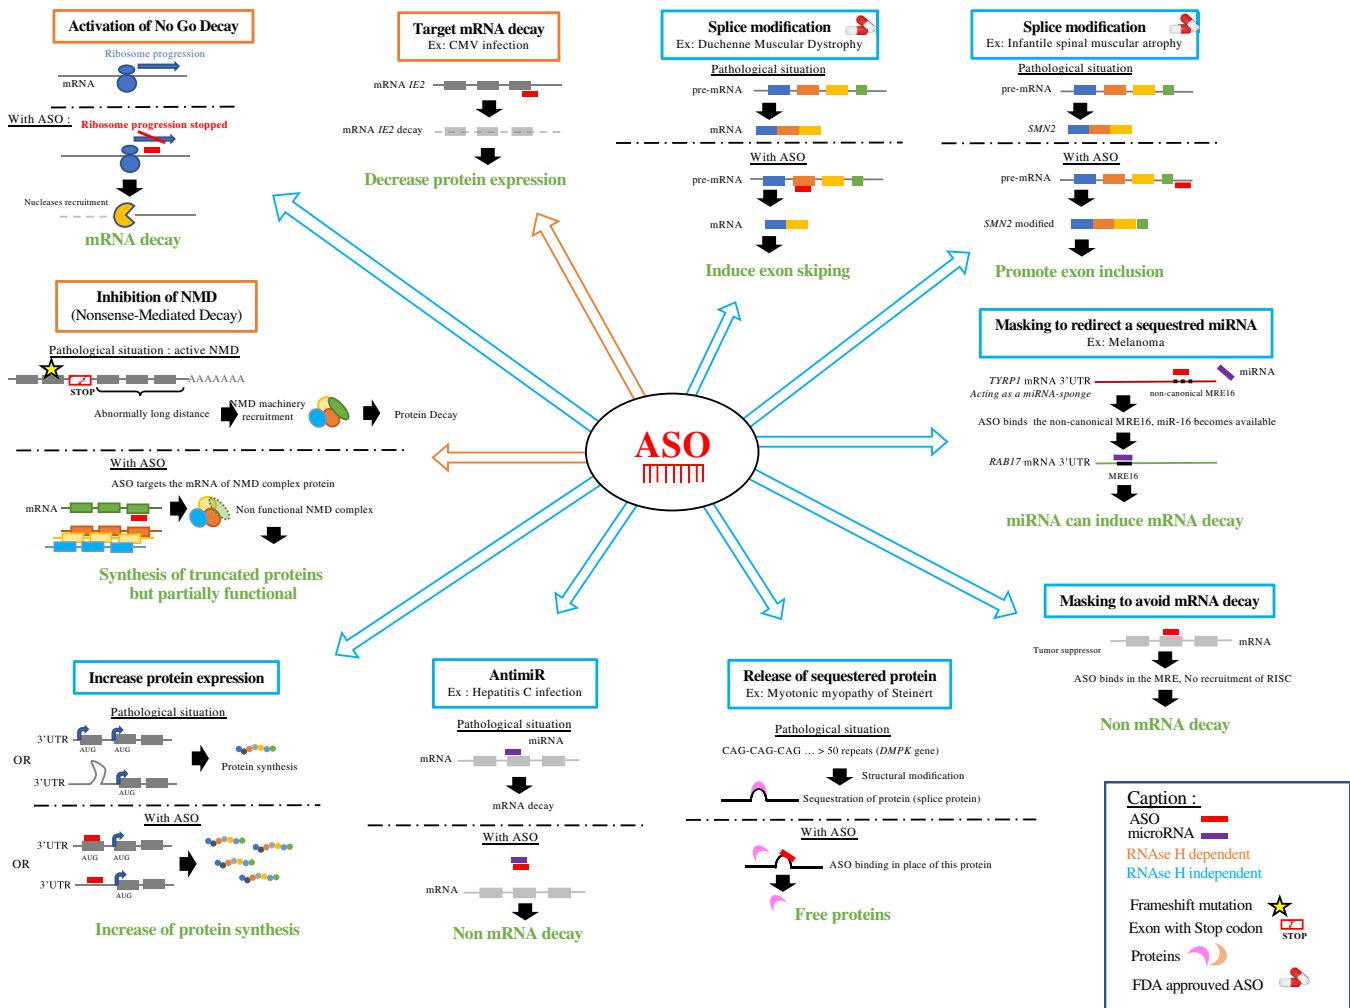 Activation of No Go Decay
Ribosome progression
mRNA
With ASO :
Ribosome progression stopped
Nucleases recruitment
mRNA decay
Target mRNA decay
Ex: CMV infection
mRNA IE2
mRNA IE2 decay
Decrease protein expression
Splice modification
Ex: Duchenne Muscular Dystrophy
Pathological situation
pre-mRNA
mRNA
With ASO
pre-mRNA
mRNA
Induce exon skiping
Splice modification
Ex: Infantile spinal muscular atrophy
Pathological situation
pre-mRNA
SMN2
With ASO
pre-mRNA
SMN2 modified
Promote exon inclusion
Inhibition of NMD
(Nonsense-Mediated Decay)
Pathological situation : active NMD
AAAAAAA
STOP
Abnormally long distance
NMD machinery
recruitment
Protein Decay
With ASO
ASO targets the mRNA of NMD complex protein
mRNA
Non functional NMD complex
Synthesis of truncated proteins
but partially functional
ASO
Masking to redirect a sequestred miRNA
Ex: Melanoma
miRNA
TYRP1 mRNA 3'UTR
Acting as a miRNA-sponge
non-canonical MRE16
ASO binds the non-canonical MRE16, miR-16 becomes available
RAB17 mRNA 3'UTR
MRE16
miRNA can induce mRNA decay
Masking to avoid mRNA decay
mRNA
Tumor suppressor
ASO binds in the MRE, No recruitment of RISC
Non mRNA decay
Increase protein expression
Pathological situation
3'UTR
AUG AUG
OR
Protein synthesis
3'UTR
AUG
With ASO
3'UTR
AUG AUG
OR
3'UTR
AUG
Increase of protein synthesis
AntimiR
Ex : Hepatitis C infection
Pathological situation
miRNA
mRNA
mRNA decay
With ASO
mRNA
Non mRNA decay
Release of sequestered protein
Ex: Myotonic myopathy of Steinert
Pathological situation
CAG-CAG-CAG ... > 50 repeats (DMPK gene)
Structural modification
Sequestration of protein (splice protein)
With ASO
ASO binding in place of this protein
Free proteins
Caption :
ASO
microRNA
RNAse H dependent
RNAse H independent
Frameshift mutation
Exon with Stop codon
STOP
Proteins
FDA approuved ASO